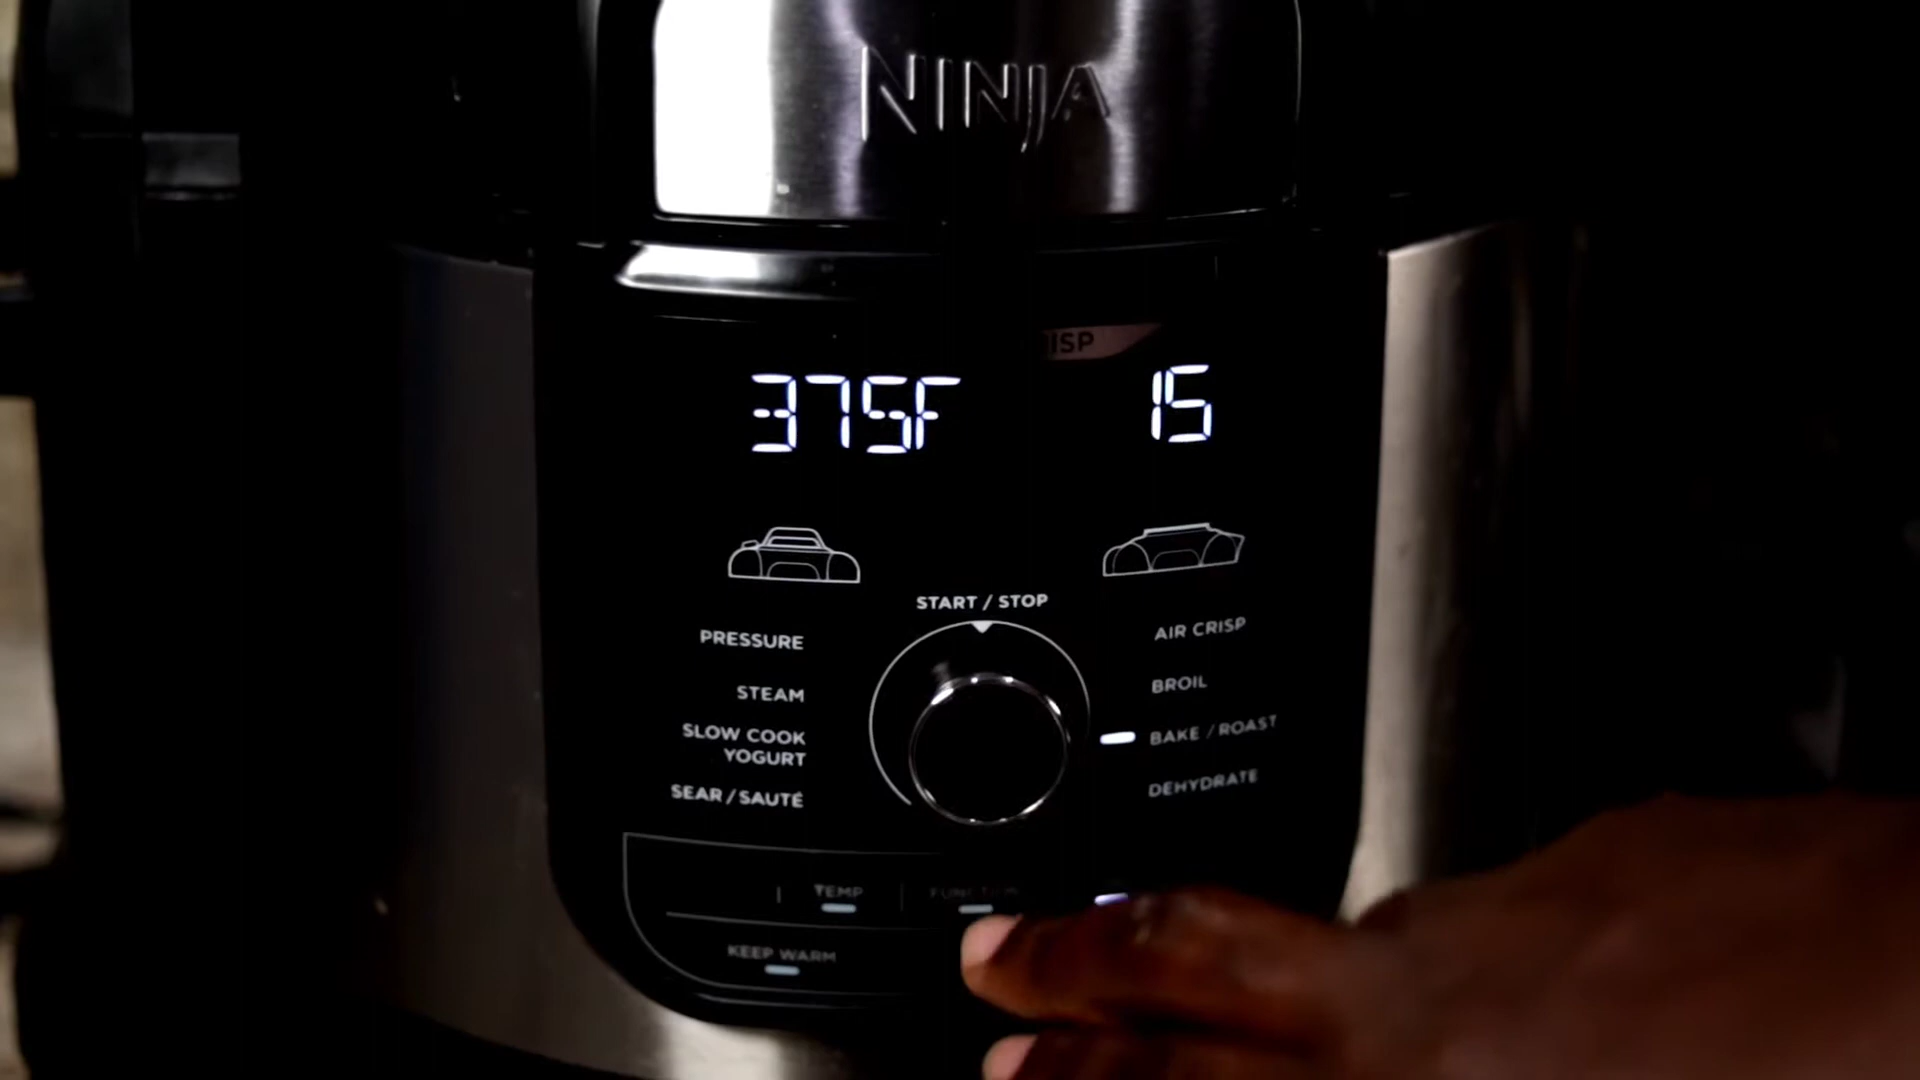 NINJA
ISP
375F 15
START / STOP
PRESSURE
STEAM
SLOW COOK
YOGURT
SEAR / SAUTÉ
AIR CRISP
BROIL
BAKE / ROAST
DEHYDRATE
TEMP
FUNCTION
KEEP WARM